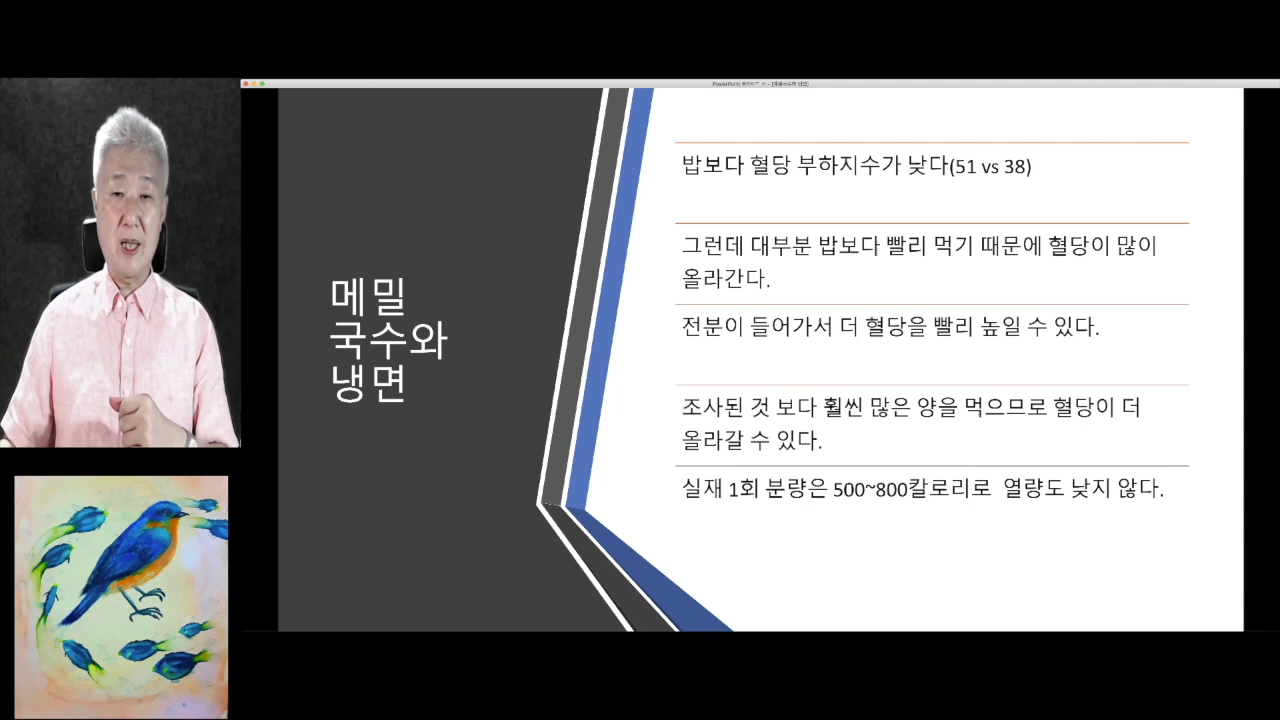 메밀
국수와
냉면
밥보다 혈당 부하지수가 낮다(51 vs 38)
그런데 대부분 밥보다 빨리 먹기 때문에 혈당이 많이
올라간다.
전분이 들어가서 더 혈당을 빨리 높일 수 있다.
조사된 것 보다 훨씬 많은 양을 먹으므로 혈당이 더
올라갈 수 있다.
실재 1회 분량은 500~800칼로리로 열량도 낮지 않다.